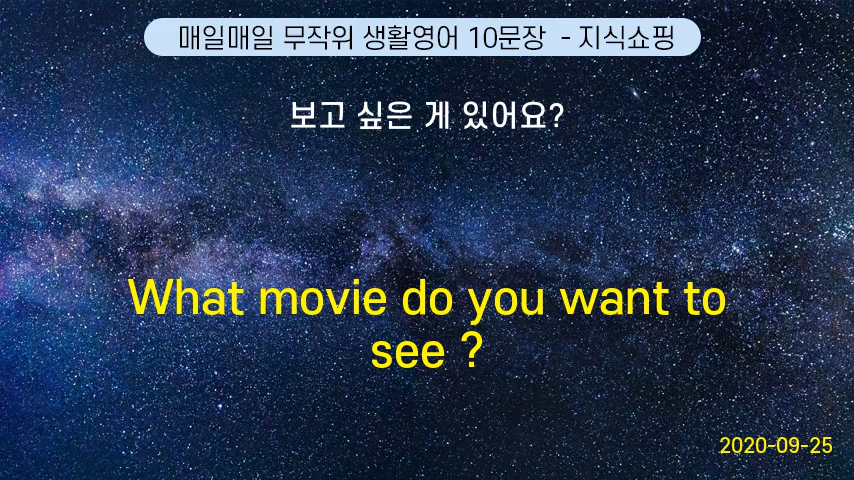 매일매일 무작위 생활영어 10문장 - 지식쇼핑
보고 싶은 게 있어요?
What movie do you want to
see ?
2020-09-25